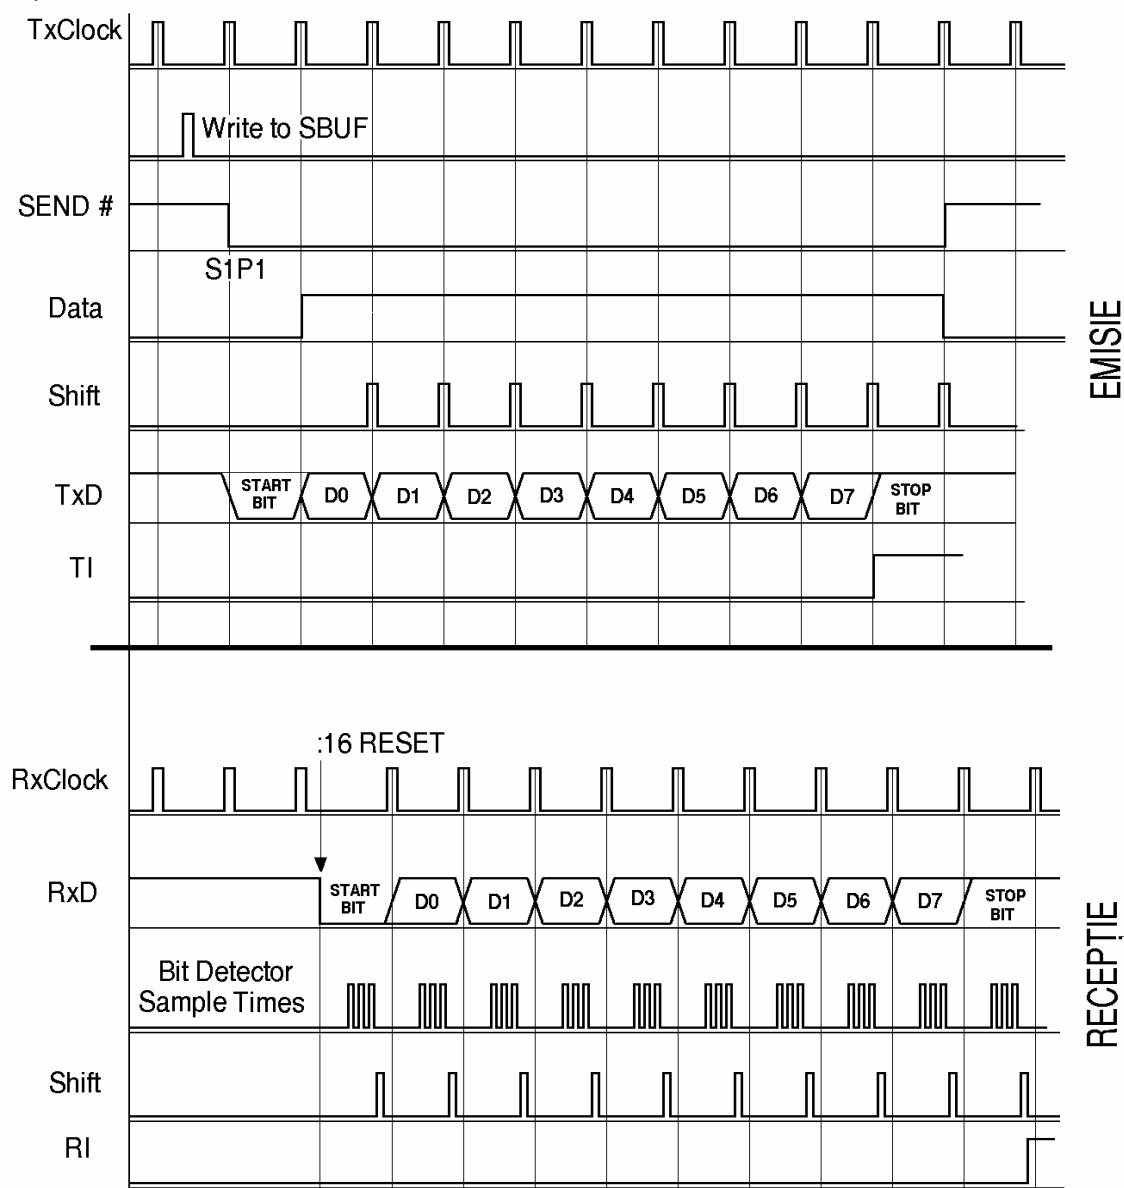 TxClock
Write to SBUF
SEND #
S1P1
Data
Shift
TxD
START
BIT
D0
D1
D2
D3
D4
D5
D6
D7
STOP
BIT
TI
EMISIE
:16 RESET
RxClock
RxD
START
BIT
D0
D1
D2
D3
D4
D5
D6
D7
STOP
BIT
Bit Detector
Sample Times
Shift
RI
RECEPȚIE